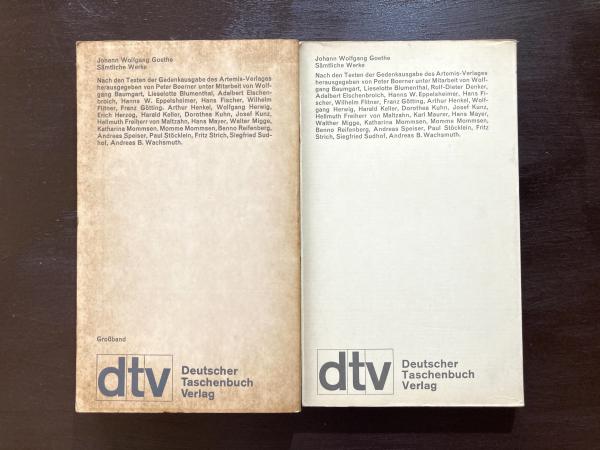 Johann Wolfgang Goethe
Sämtliche Werke
Nach den Texten der Gedenkausgabe des Artemis-Verlages
herausgegeben von Peter Boerner unter Mitarbeit von Wolf-
gang Baumgart, Lieselotte Blumenthal, Adalbert Elschen-
broich, Hanns W. Eppelsheimer, Hans Fischer, Wilhelm
Flitner, Franz Götting, Arthur Henkel, Wolfgang Herwig,
Erich Herzog, Harald Keller, Dorothea Kuhn, Josef Kunz,
Hellmuth Freiherr von Maltzahn, Hans Mayer, Walter Migge,
Katharina Mommsen, Momme Mommsen, Benno Reifenberg,
Andreas Speiser, Paul Stöcklein, Fritz Strich, Siegfried Sud-
hof, Andreas B. Wachsmuth.
Großband
dtv
Deutscher
Taschenbuch
Verlag
Johann Wolfgang Goethe
Sämtliche Werke
Nach den Texten der Gedenkausgabe des Artemis-Verlages
herausgegeben von Peter Boerner unter Mitarbeit von Wolf-
gang Baumgart, Lieselotte Blumenthal, Rolf-Dieter Denker,
Adalbert Elschenbroich, Hanns W. Eppelsheimer, Hans Fi-
scher, Wilhelm Flitner, Franz Götting, Arthur Henkel, Wolf-
gang Herwig, Harald Keller, Dorothea Kuhn, Josef Kunz,
Hellmuth Freiherr von Maltzahn, Karl Maurer, Hans Mayer,
Walther Migge, Katharina Mommsen, Momme Mommsen,
Benno Reifenberg, Andreas Speiser, Paul Stöcklein, Fritz
Strich, Siegfried Sudhof, Andreas B. Wachsmuth.
dtv
Deutscher
Taschenbuch
Verlag